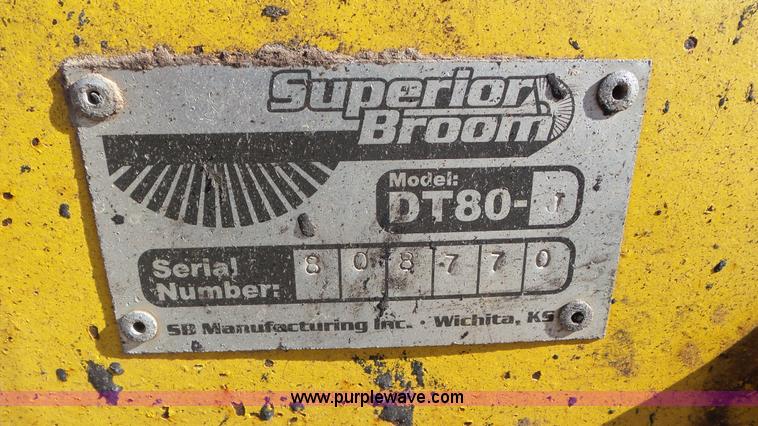 Superior
Broom
Model:
DT80-J
Serial
Number: 808770
SB Manufacturing Inc. · Wichita, KS
www.purplewave.com